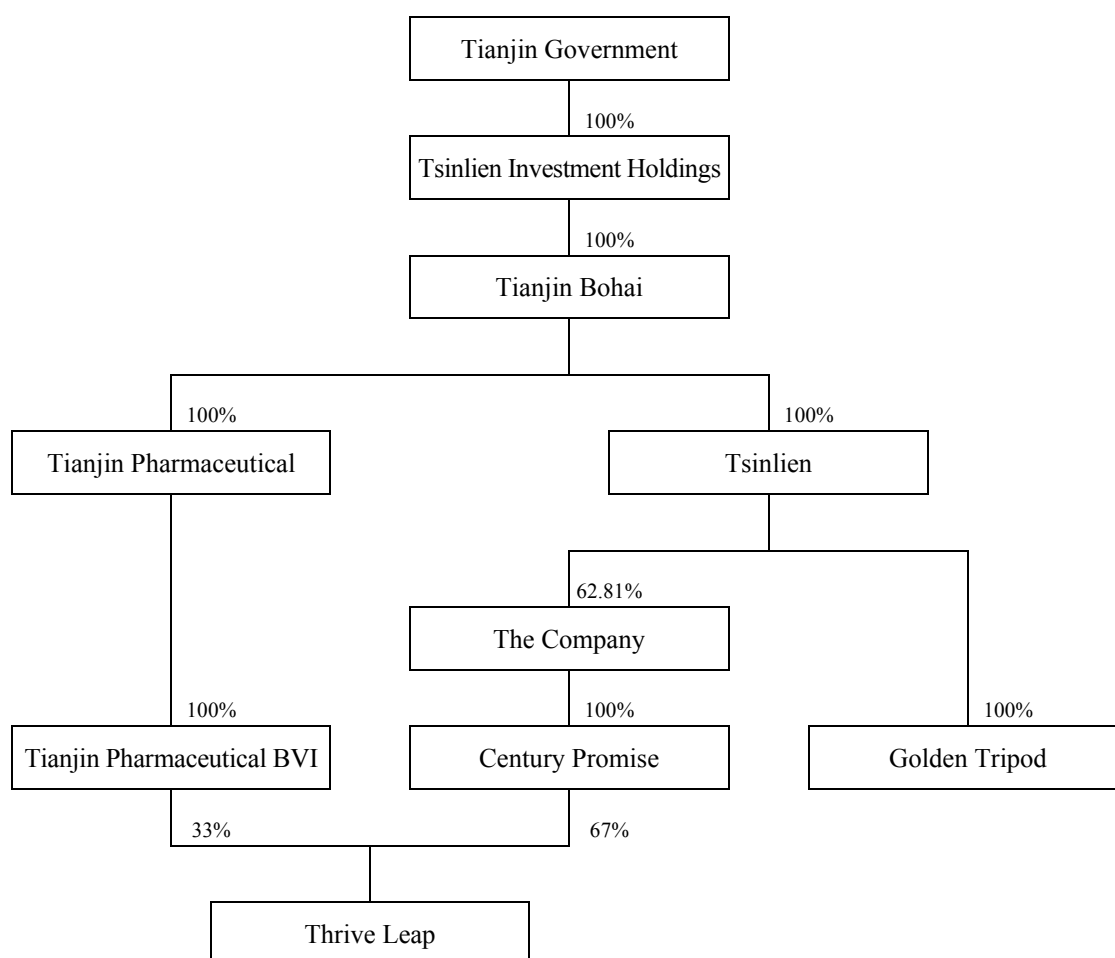 Tianjin Government
100%
Tsinlien Investment Holdings
100%
Tianjin Bohai
100%
100%
Tianjin Pharmaceutical
Tsinlien
62.81%
The Company
100%
100%
100%
Tianjin Pharmaceutical BVI
Century Promise
Golden Tripod
33%
67%
Thrive Leap